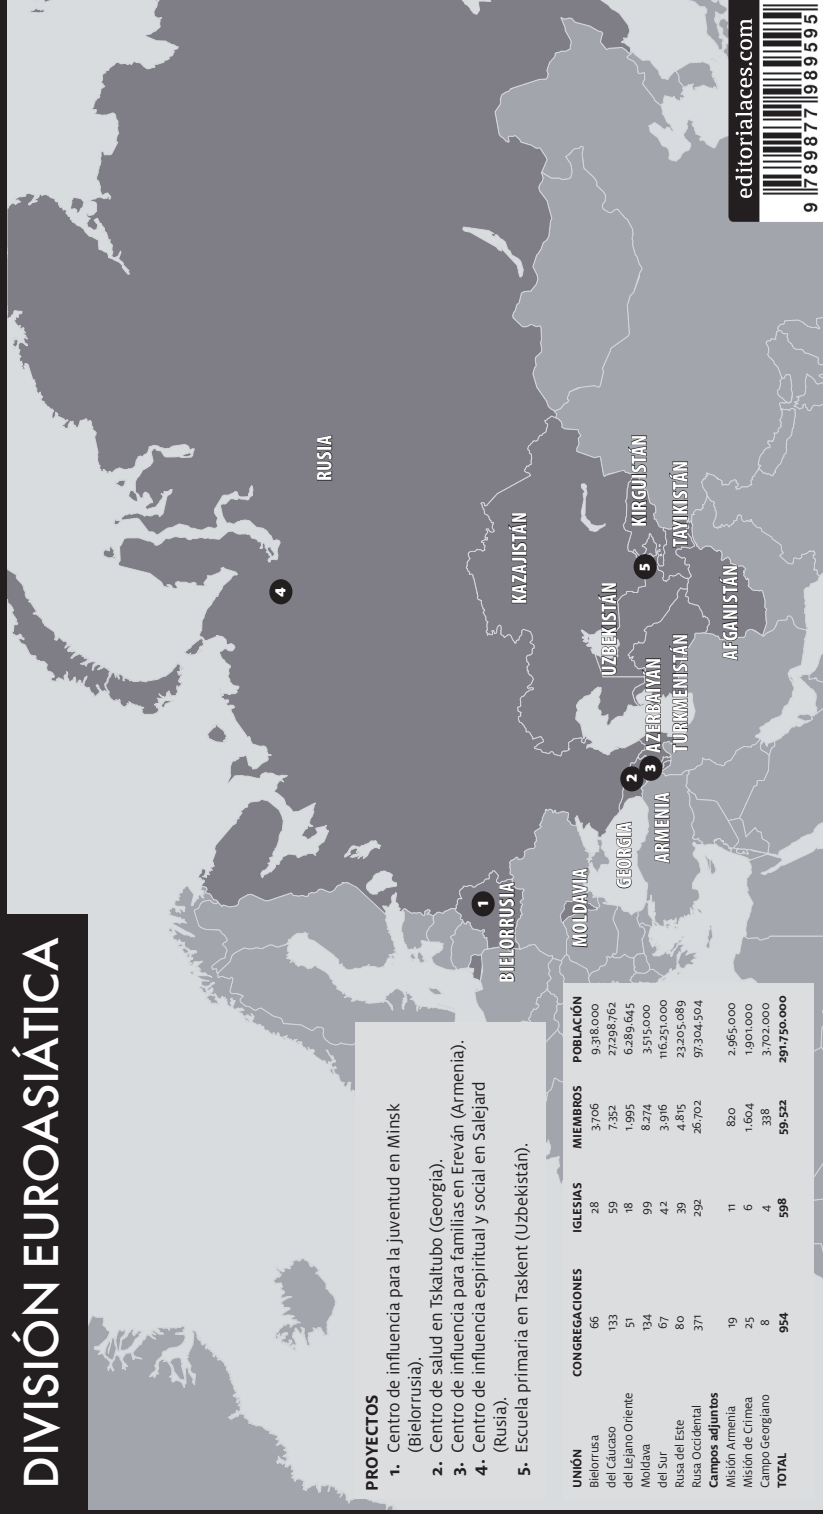 DIVISIÓN EUROASIÁTICA
PROYECTOS
1. Centro de influencia para la juventud en Minsk
(Bielorrusia).
2. Centro de salud en Tskaltubo (Georgia).
3. Centro de influencia para familias en Ereván (Armenia).
4. Centro de influencia espiritual y social en Salejard
(Rusia).
5. Escuela primaria en Taskent (Uzbekistán).
UNIÓN CONGREGACIONES IGLESIAS MIEMBROS POBLACIÓN
Bielorrusa 66 28 3.706 9.318.000
del Cáucaso 133 59 7.352 27.298.762
del Lejano Oriente 51 18 1.995 6.289.645
Moldava 134 99 8.274 3.515.000
del Sur 67 42 3.916 116.251.000
Rusa del Este 80 39 4.815 23.205.089
Rusa Occidental 371 292 26.702 97.304.504
Campos adjuntos
Misión Armenia 19 11 820 2.965.000
Misión de Crimea 25 6 1.604 1.901.000
Campo Georgiano 8 4 338 3.702.000
TOTAL 954 598 59.522 291.750.000
RUSIA
4
KAZAJISTÁN
1
BIELORRUSIA
MOLDAVIA
UZBEKISTÁN
KIRGUISTÁN
5
2
3
GEORGIA
AZERBAIYÁN
TAYIKISTÁN
ARMENIA
TURKMENISTÁN
AFGANISTÁN
editorialaces.com
9 789877 989595